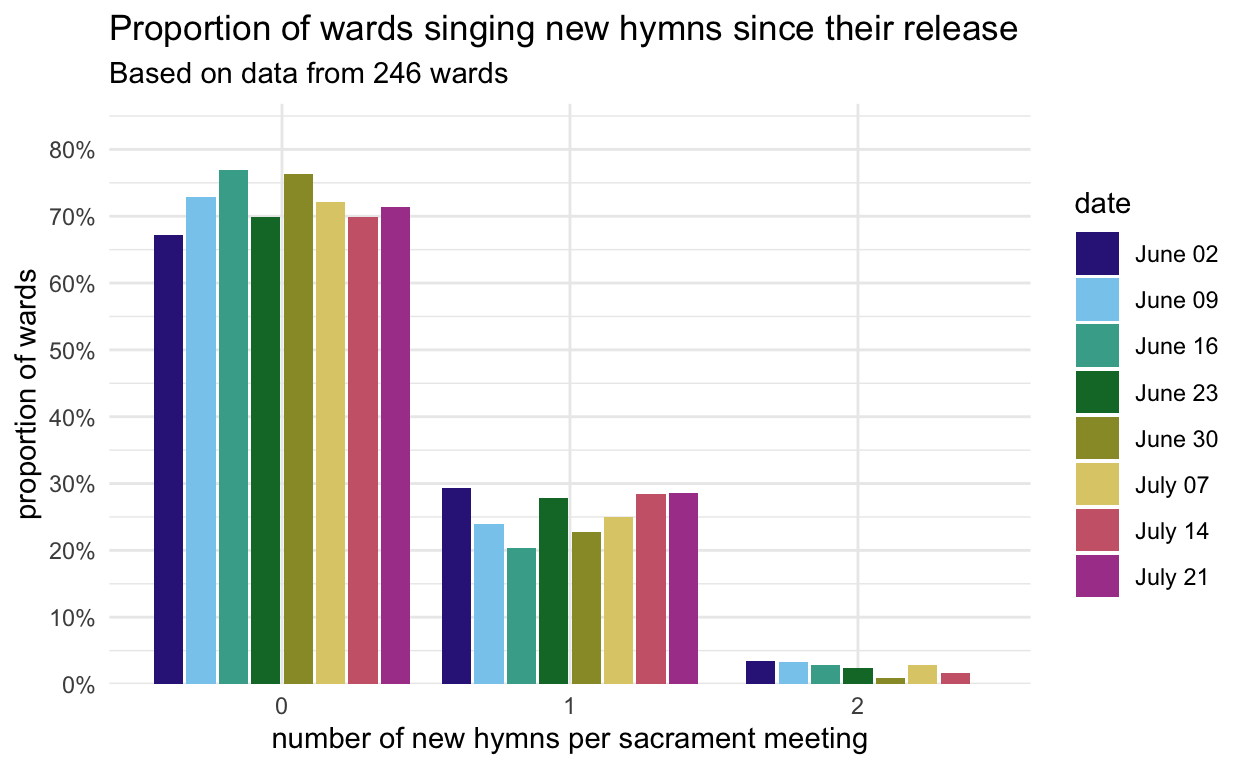 Proportion of wards singing new hymns since their release
Based on data from 246 wards
80%
70%
60%
50%
40%
30%
20%
10%
0%
proportion of wards
0 1 2
number of new hymns per sacrament meeting
date
June 02
June 09
June 16
June 23
June 30
July 07
July 14
July 21